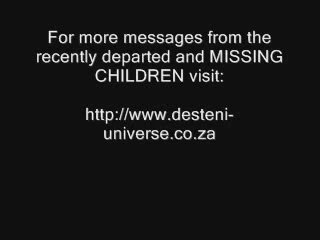 For more messages from the
recently departed and MISSING
CHILDREN visit:
http://www.desteni-
universe.co.za